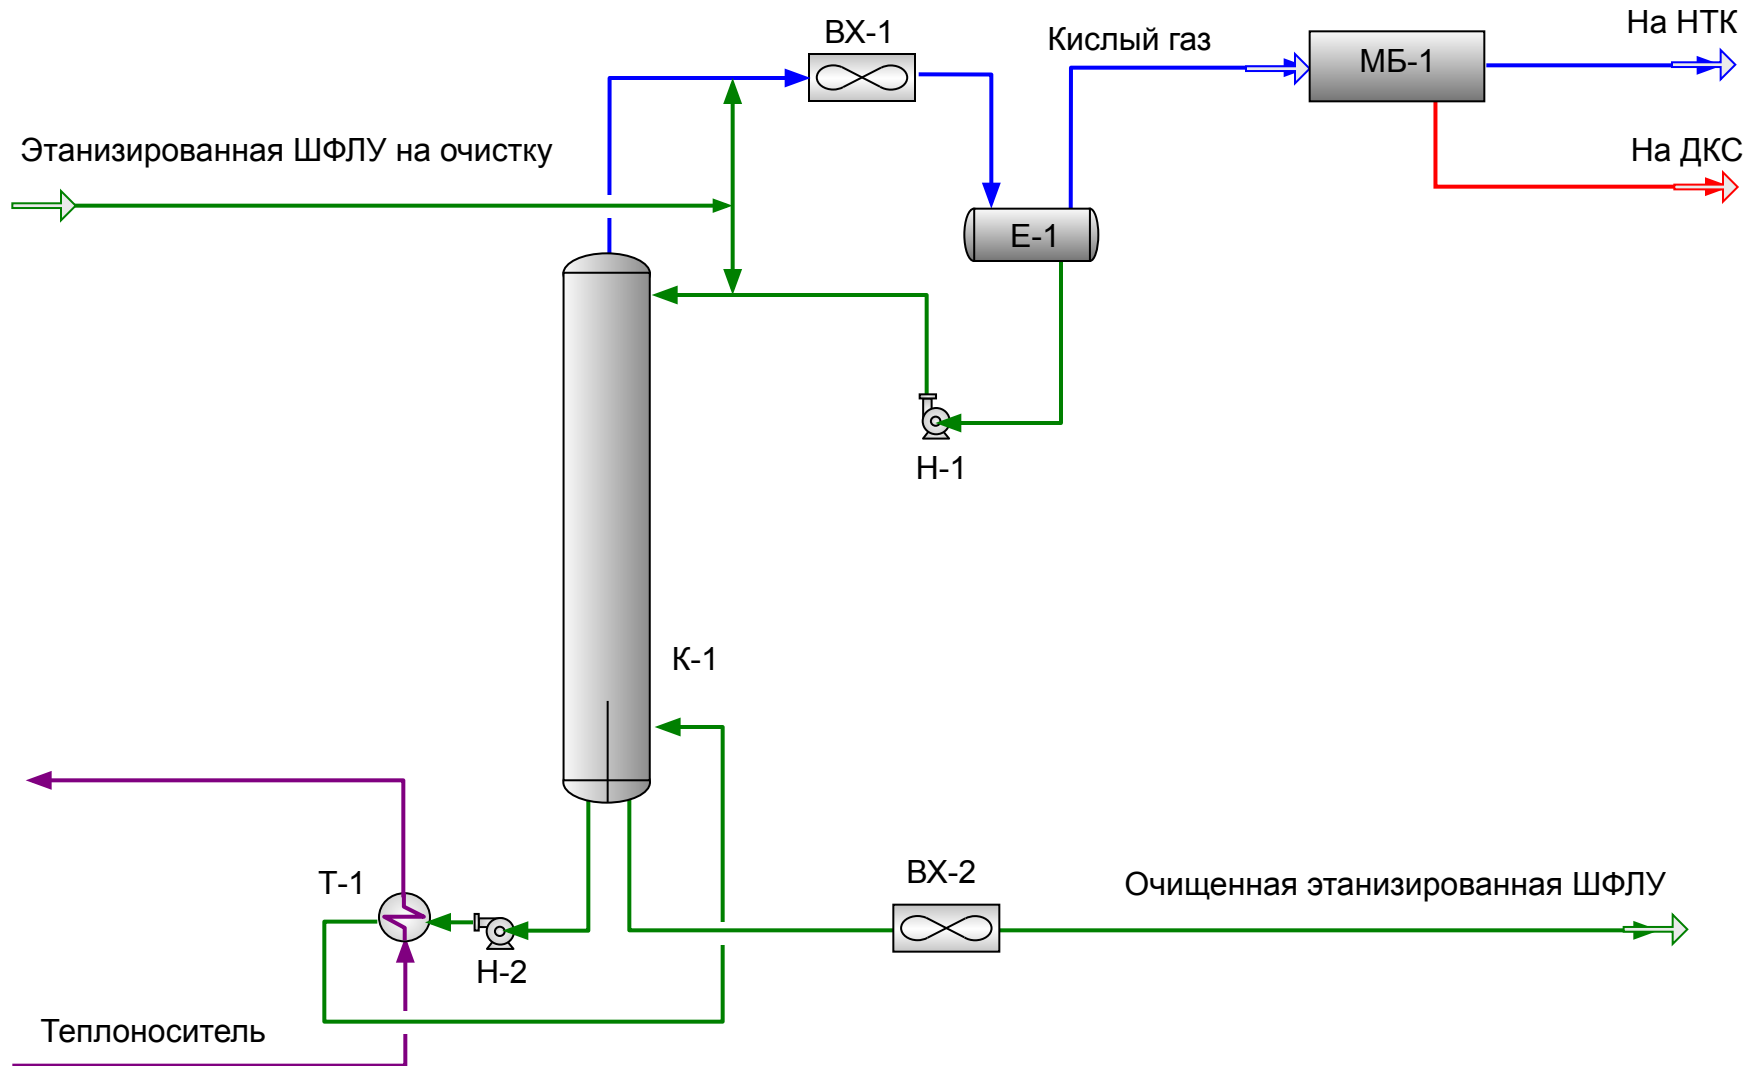 На НТК
ВХ-1
Кислый газ
МБ-1
Этанизированная ШФЛУ на очистку
На ДКС
Е-1
Н-1
К-1
Т-1
ВХ-2
Очищенная этанизированная ШФЛУ
Н-2
Теплоноситель